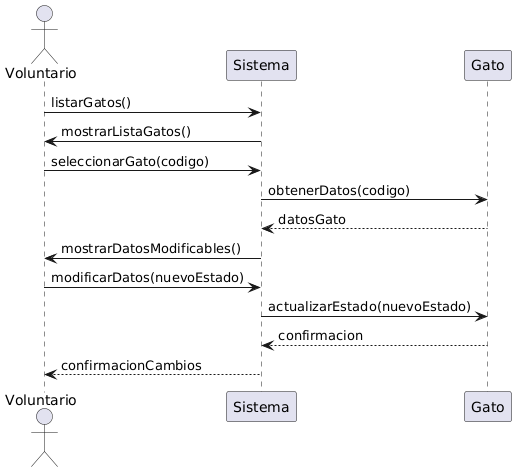 Voluntario
Sistema
Gato
listarGatos()
mostrarListaGatos()
seleccionarGato(codigo)
obtenerDatos(codigo)
datosGato
mostrarDatosModificables()
modificarDatos(nuevoEstado)
actualizarEstado(nuevoEstado)
confirmacion
confirmacionCambios
Voluntario
Sistema
Gato